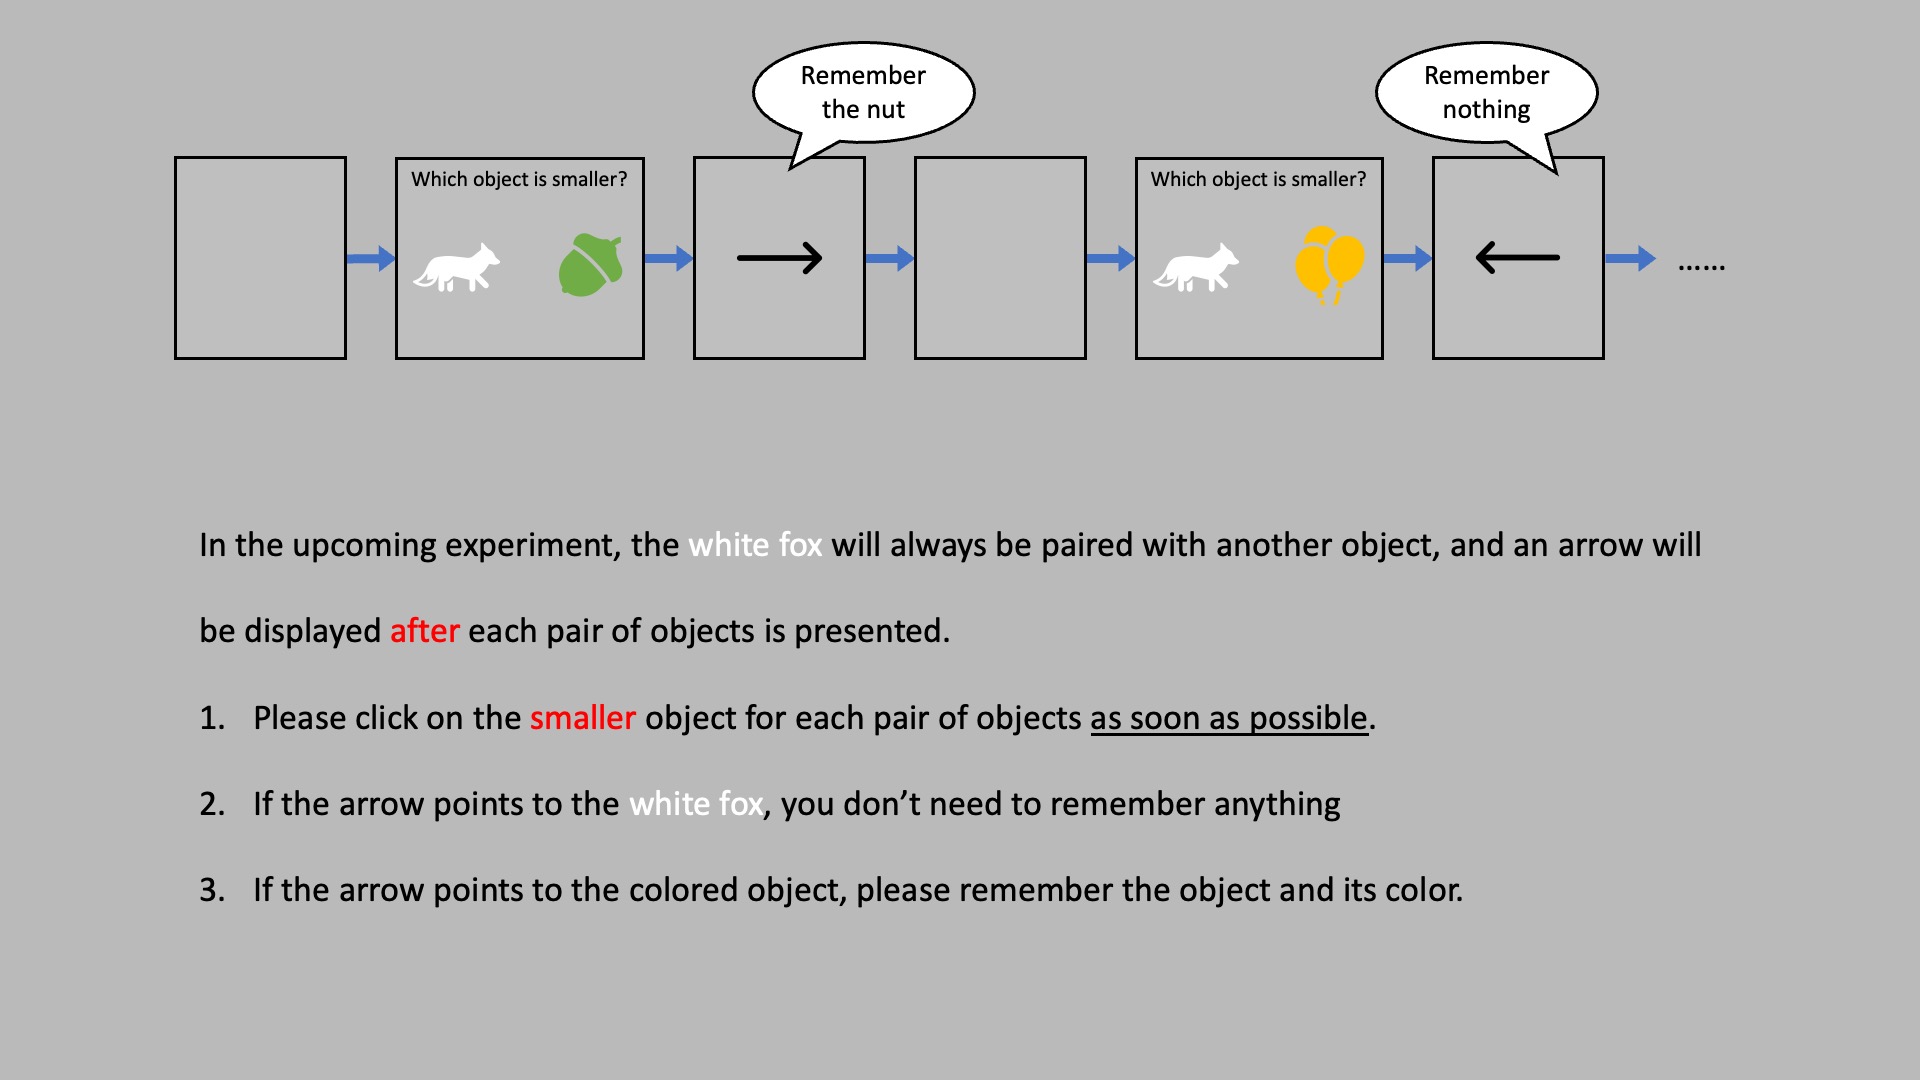 Remember
the nut
Remember
nothing
Which object is smaller?
Which object is smaller?
......
In the upcoming experiment, the white fox will always be paired with another object, and an arrow will
be displayed after each pair of objects is presented.
1. Please click on the smaller object for each pair of objects as soon as possible.
2. If the arrow points to the white fox, you don’t need to remember anything
3. If the arrow points to the colored object, please remember the object and its color.